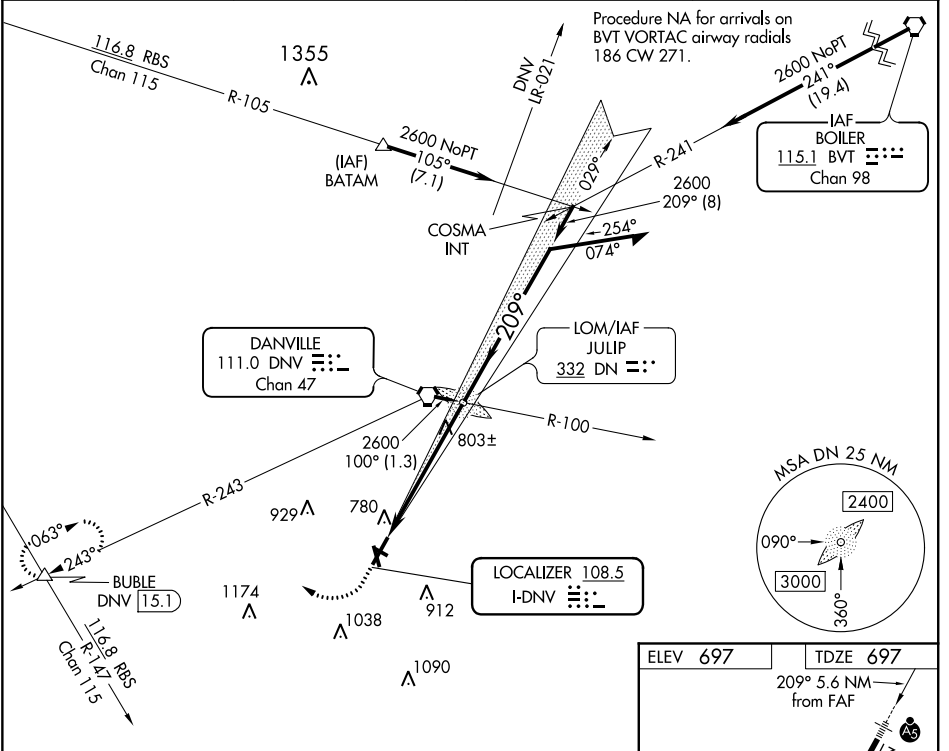 Procedure NA for arrivals on
BVT VORTAC airway radials
186 CW 271.
116.8 RBS
Chan 115
R-105
1355
DNV
LR-021
2600 NoPT
241°
(19.4)
IAF
BOILER
115.1 BVT
Chan 98
R-241
2600 NoPT
105°
(7.1)
(IAF)
BATAM
029°
2600
209° (8)
COSMA
INT
254°
074°
209°
DANVILLE
111.0 DNV
Chan 47
LOM/IAF
JULIP
332 DN
R-100
2600
100° (1.3)
803±
R-243
929
780
063°
243°
BUBLE
DNV 15.1
116.8 RBS
R-147
Chan 115
1174
1038
912
1090
LOCALIZER 108.5
I-DNV
MSA DN 25 NM
2400
090°
3000
360°
ELEV 697
TDZE 697
209° 5.6 NM
from FAF
A5